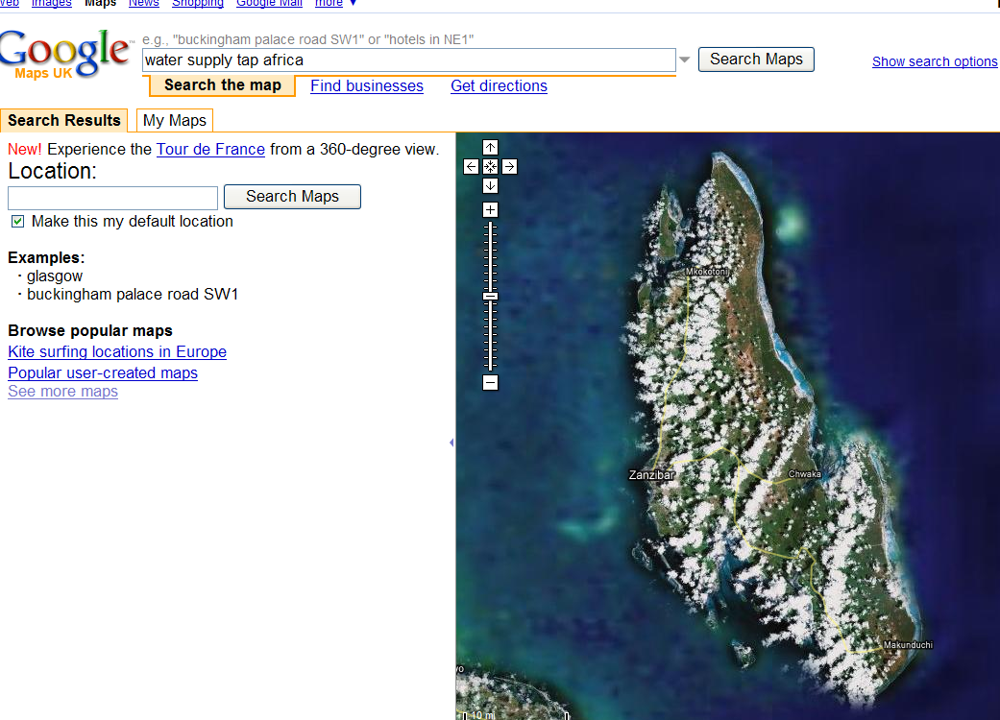 Web Images Maps News Shopping Google Mail more ▼
Google™
Maps UK
e.g., "buckingham palace road SW1" or "hotels in NE1"
water supply tap africa
Search Maps
Show search options
Search the map Find businesses Get directions
Search Results My Maps
New! Experience the Tour de France from a 360-degree view.
Location:
Search Maps
Make this my default location
Examples:
· glasgow
· buckingham palace road SW1
Browse popular maps
Kite surfing locations in Europe
Popular user-created maps
See more maps
Mkokotoni
Zanzibar
Chwaka
Makunduchi
yo
10 mi